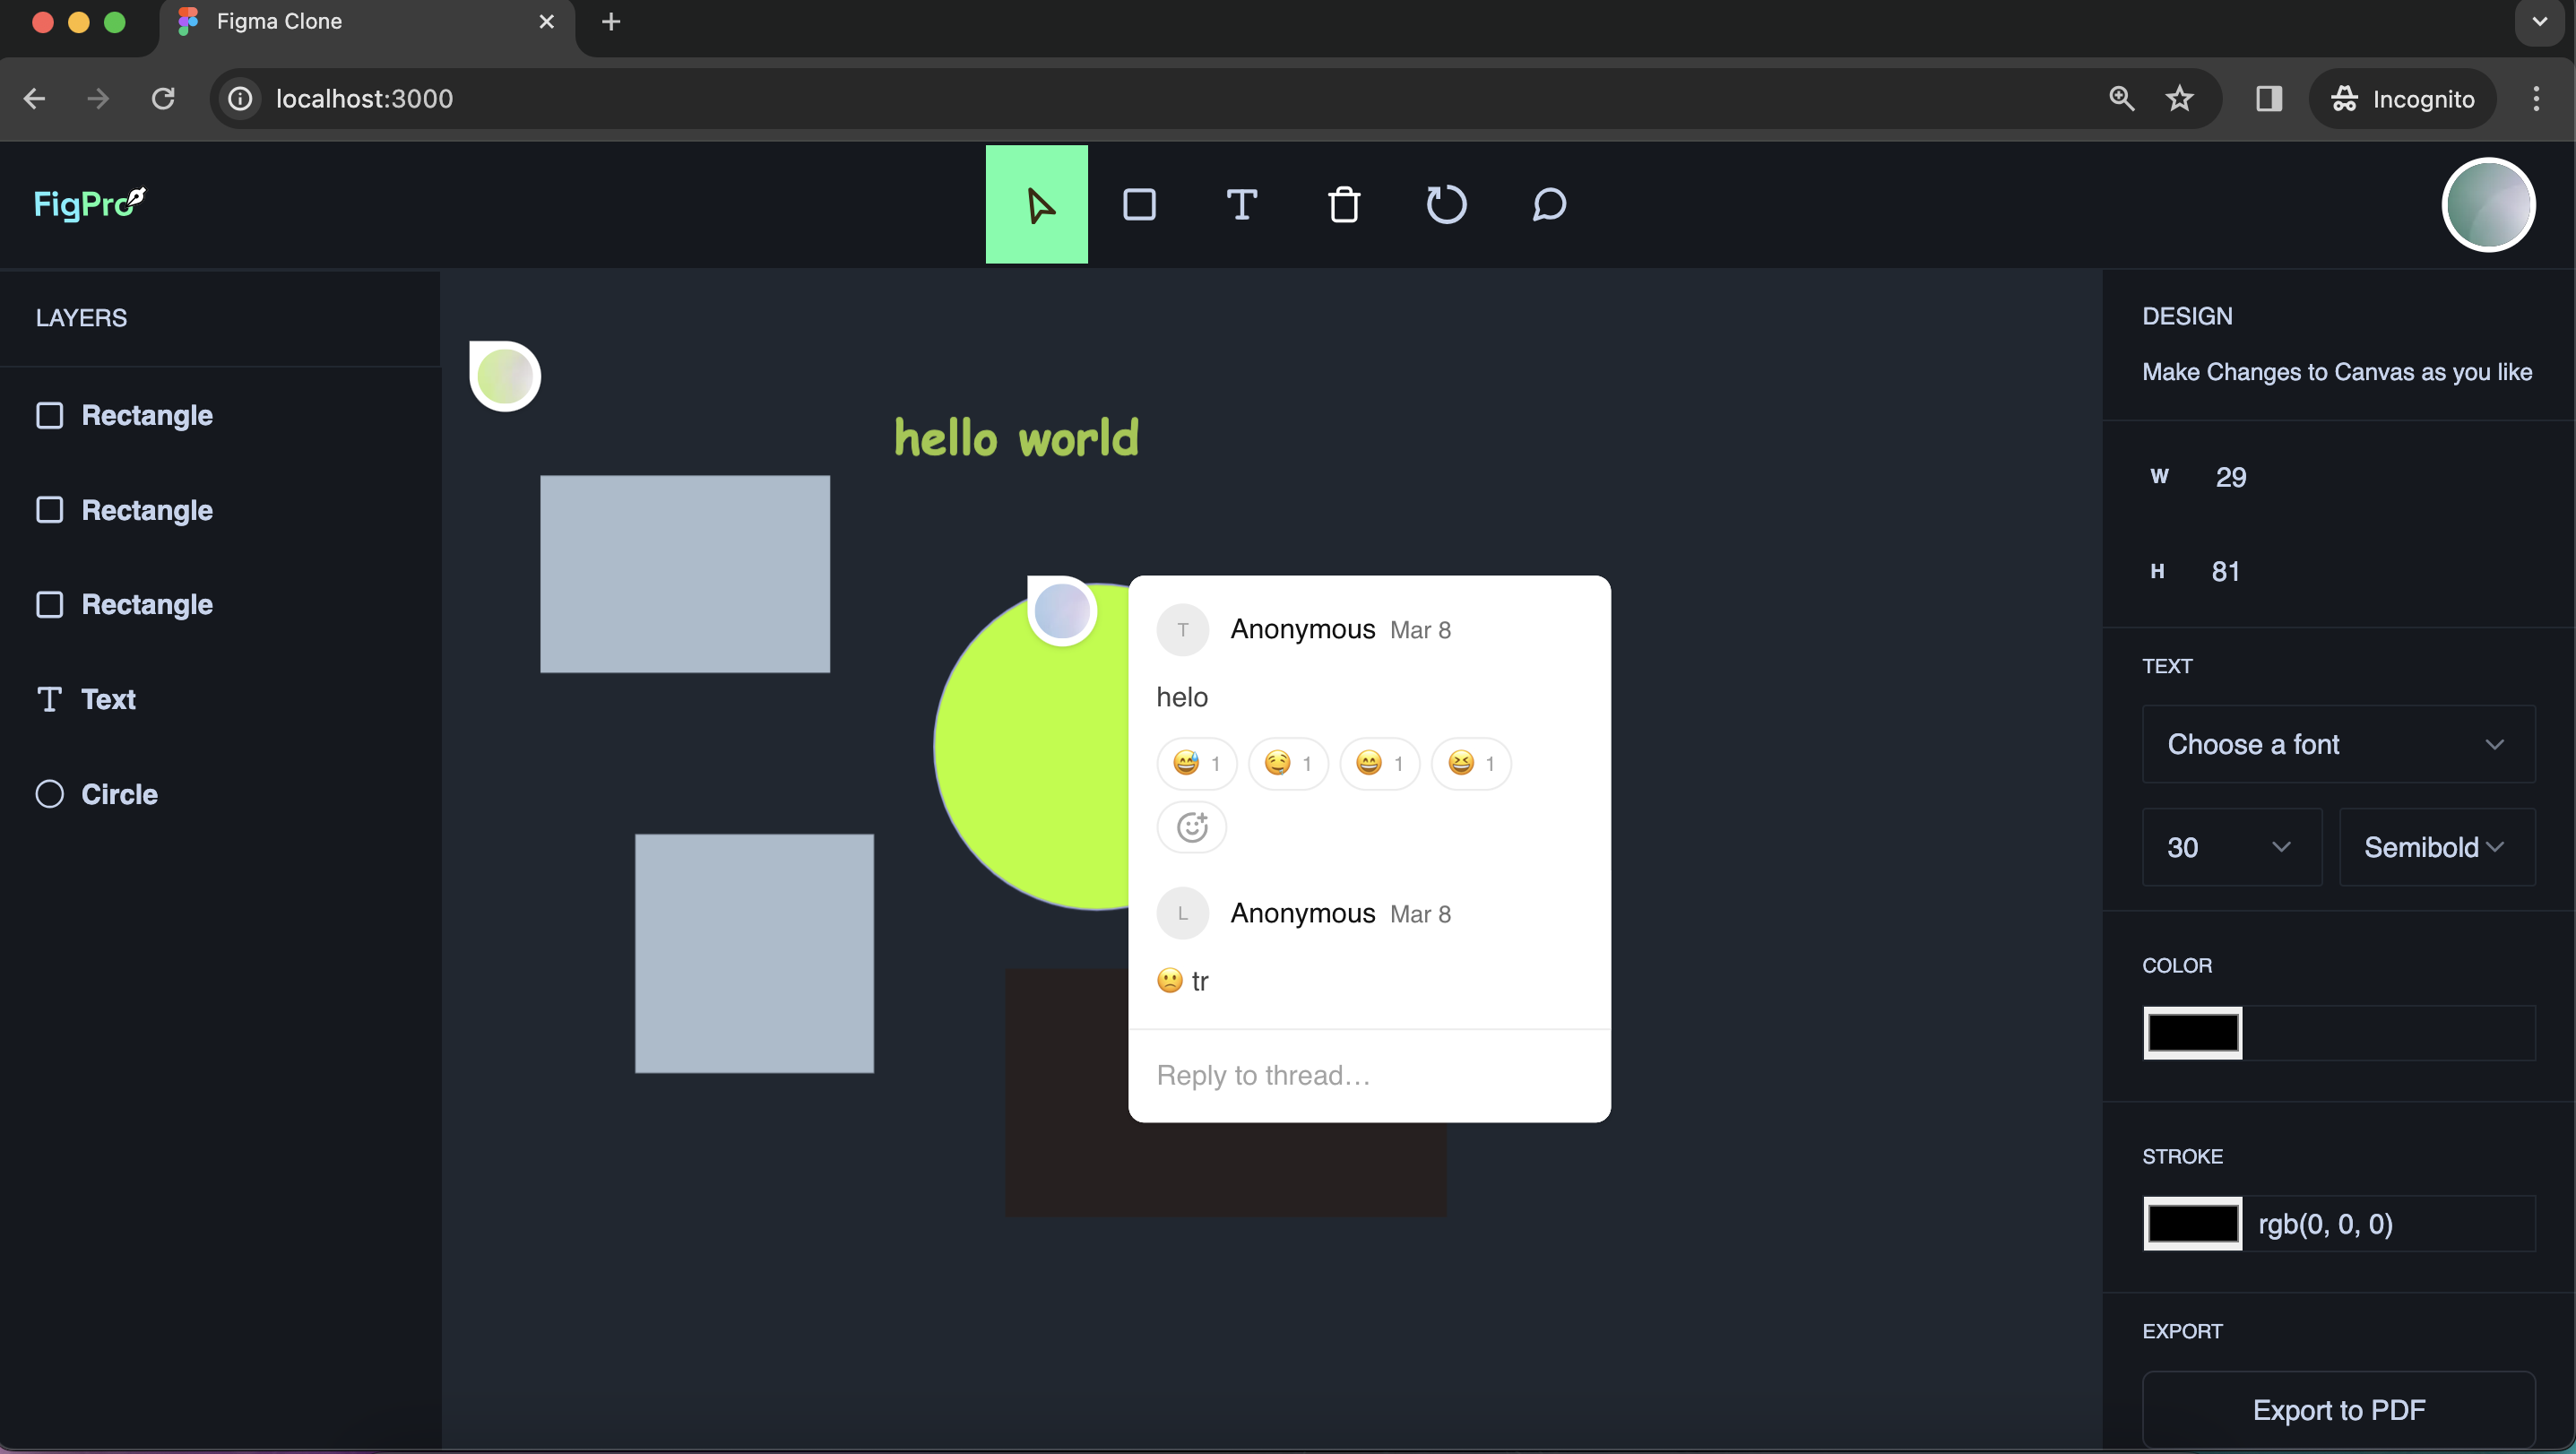 Figma Clone
localhost:3000
Incognito
FigPro
LAYERS
Rectangle
Rectangle
Rectangle
Text
Circle
hello world
T Anonymous Mar 8
helo
😅 1 🤤 1 😄 1 😆 1
L Anonymous Mar 8
🙁 tr
Reply to thread…
DESIGN
Make Changes to Canvas as you like
W 29
H 81
TEXT
Choose a font
30 Semibold
COLOR
STROKE
rgb(0, 0, 0)
EXPORT
Export to PDF